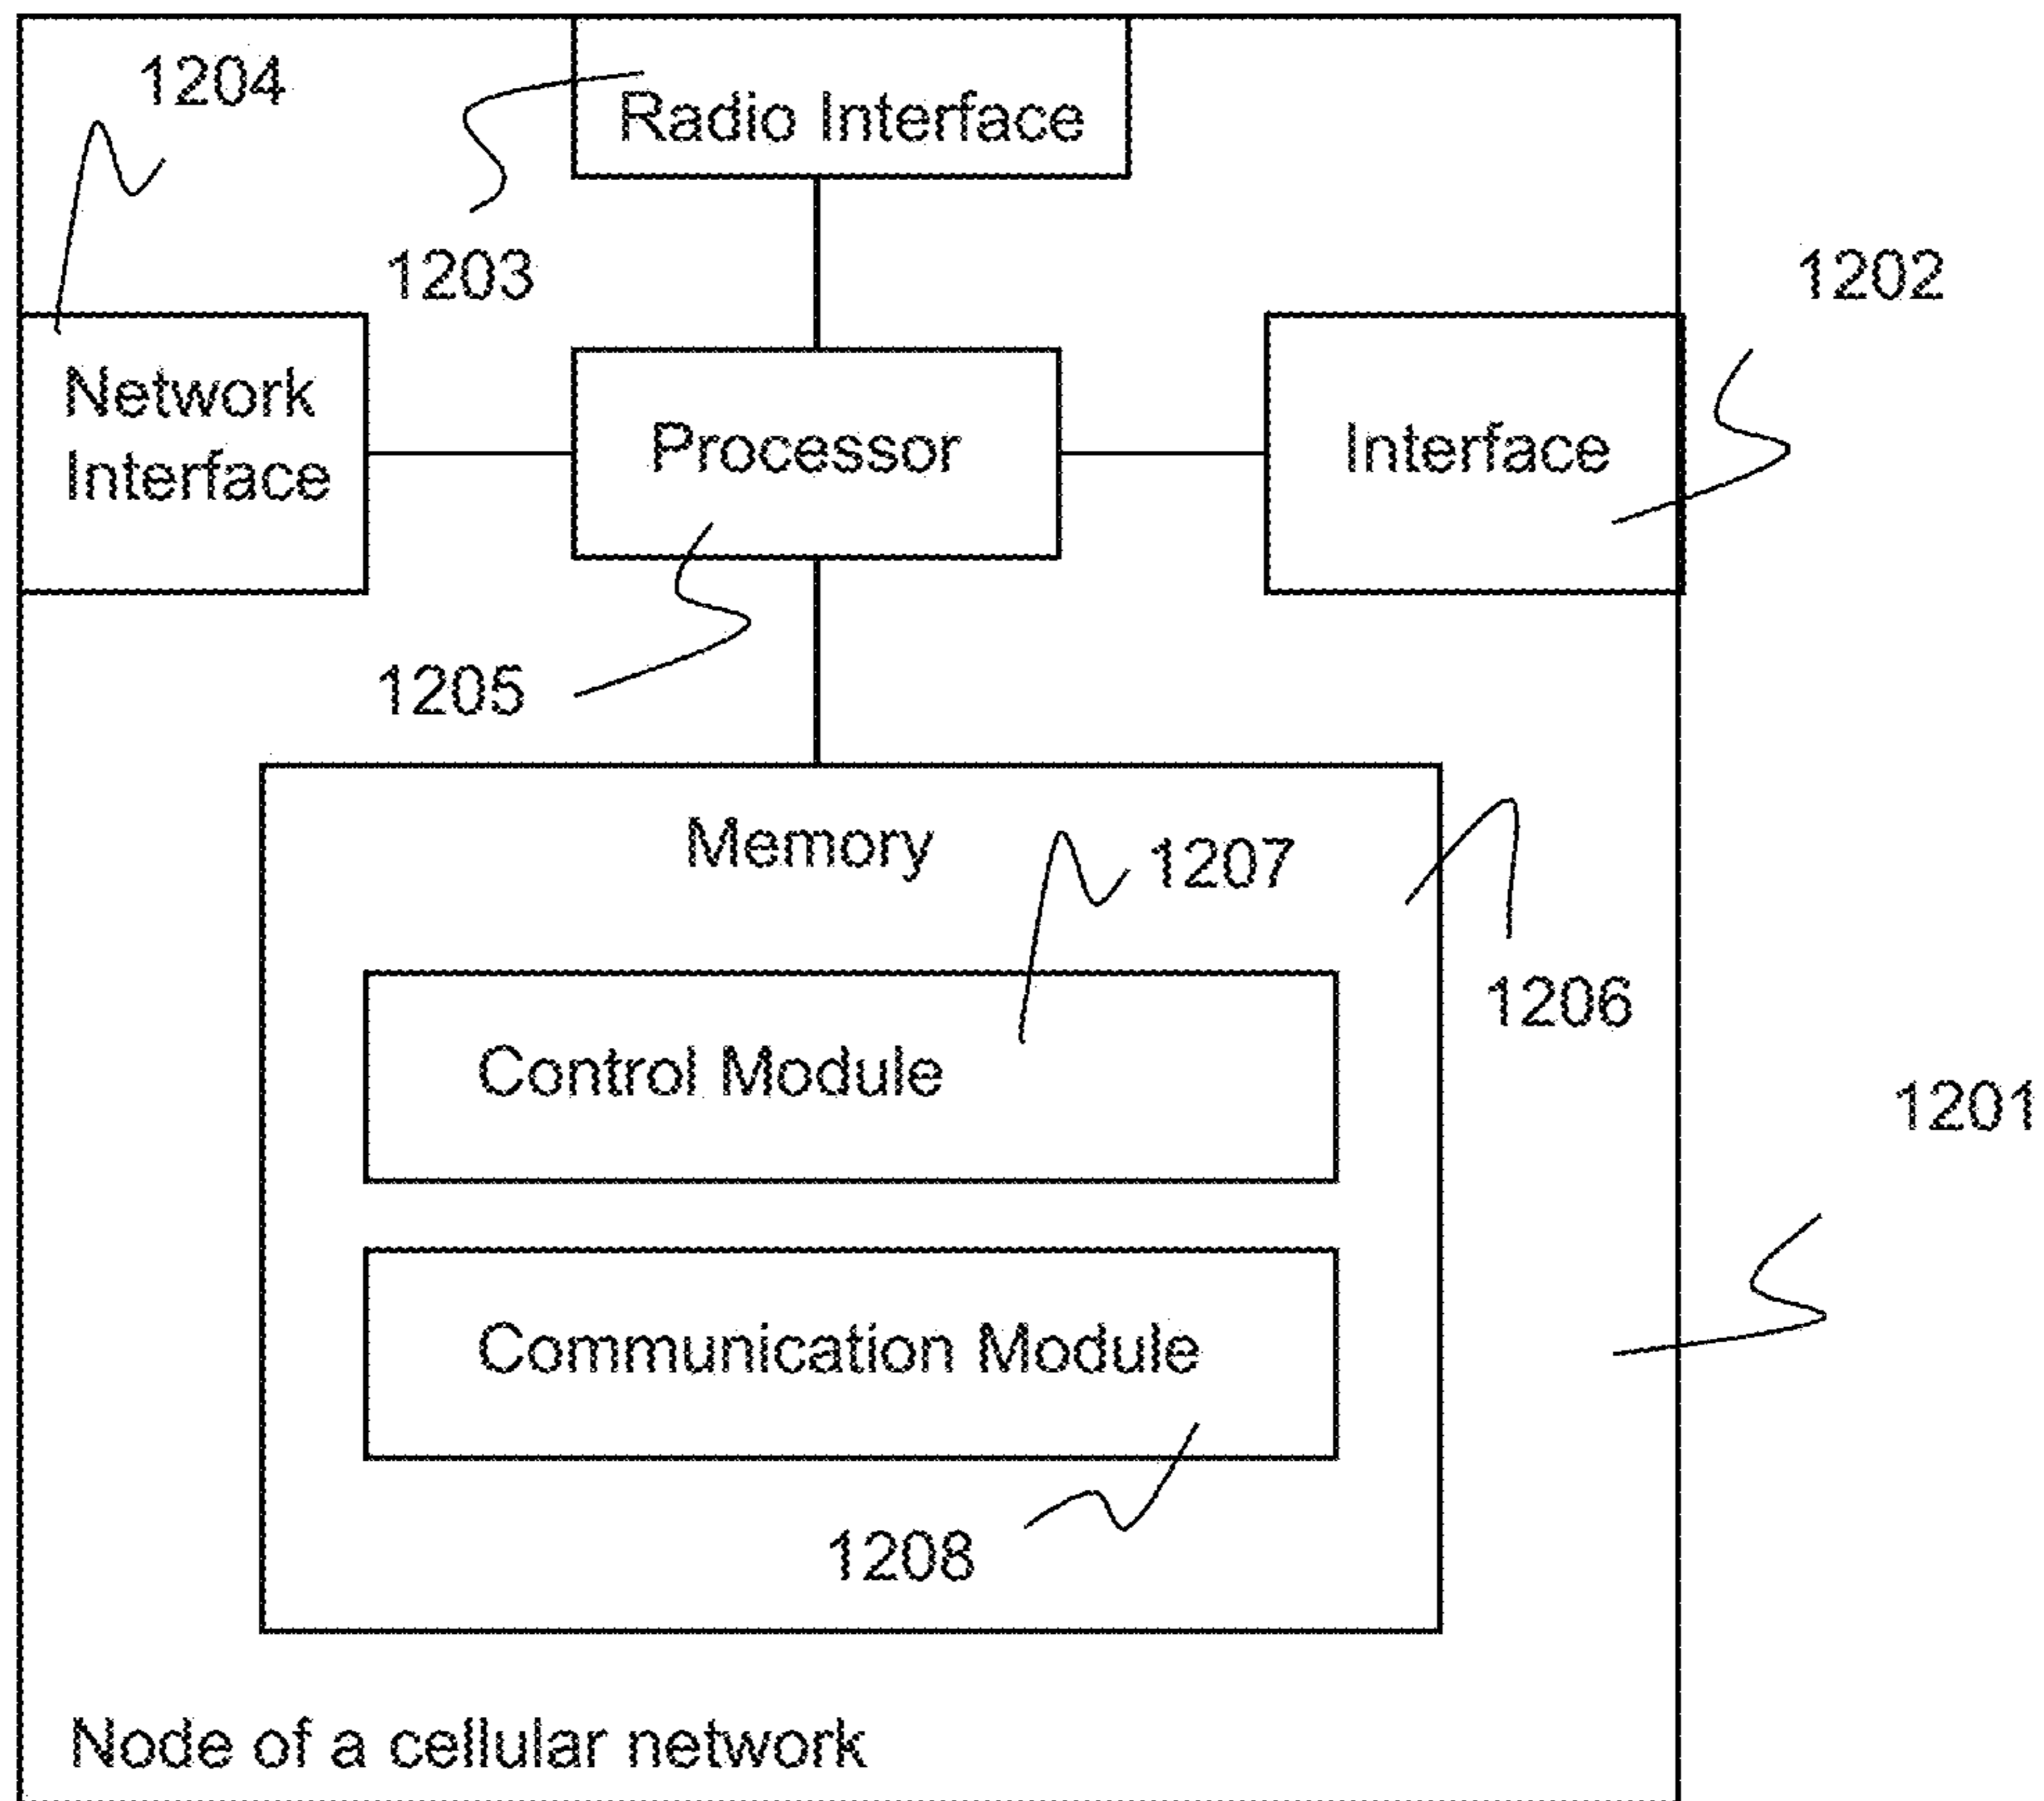 1204
Radio Interface
1203
1202
Network
Interface
Processor
Interface
1205
Memory
1207
1206
Control Module
1201
Communication Module
1208
Node of a cellular network